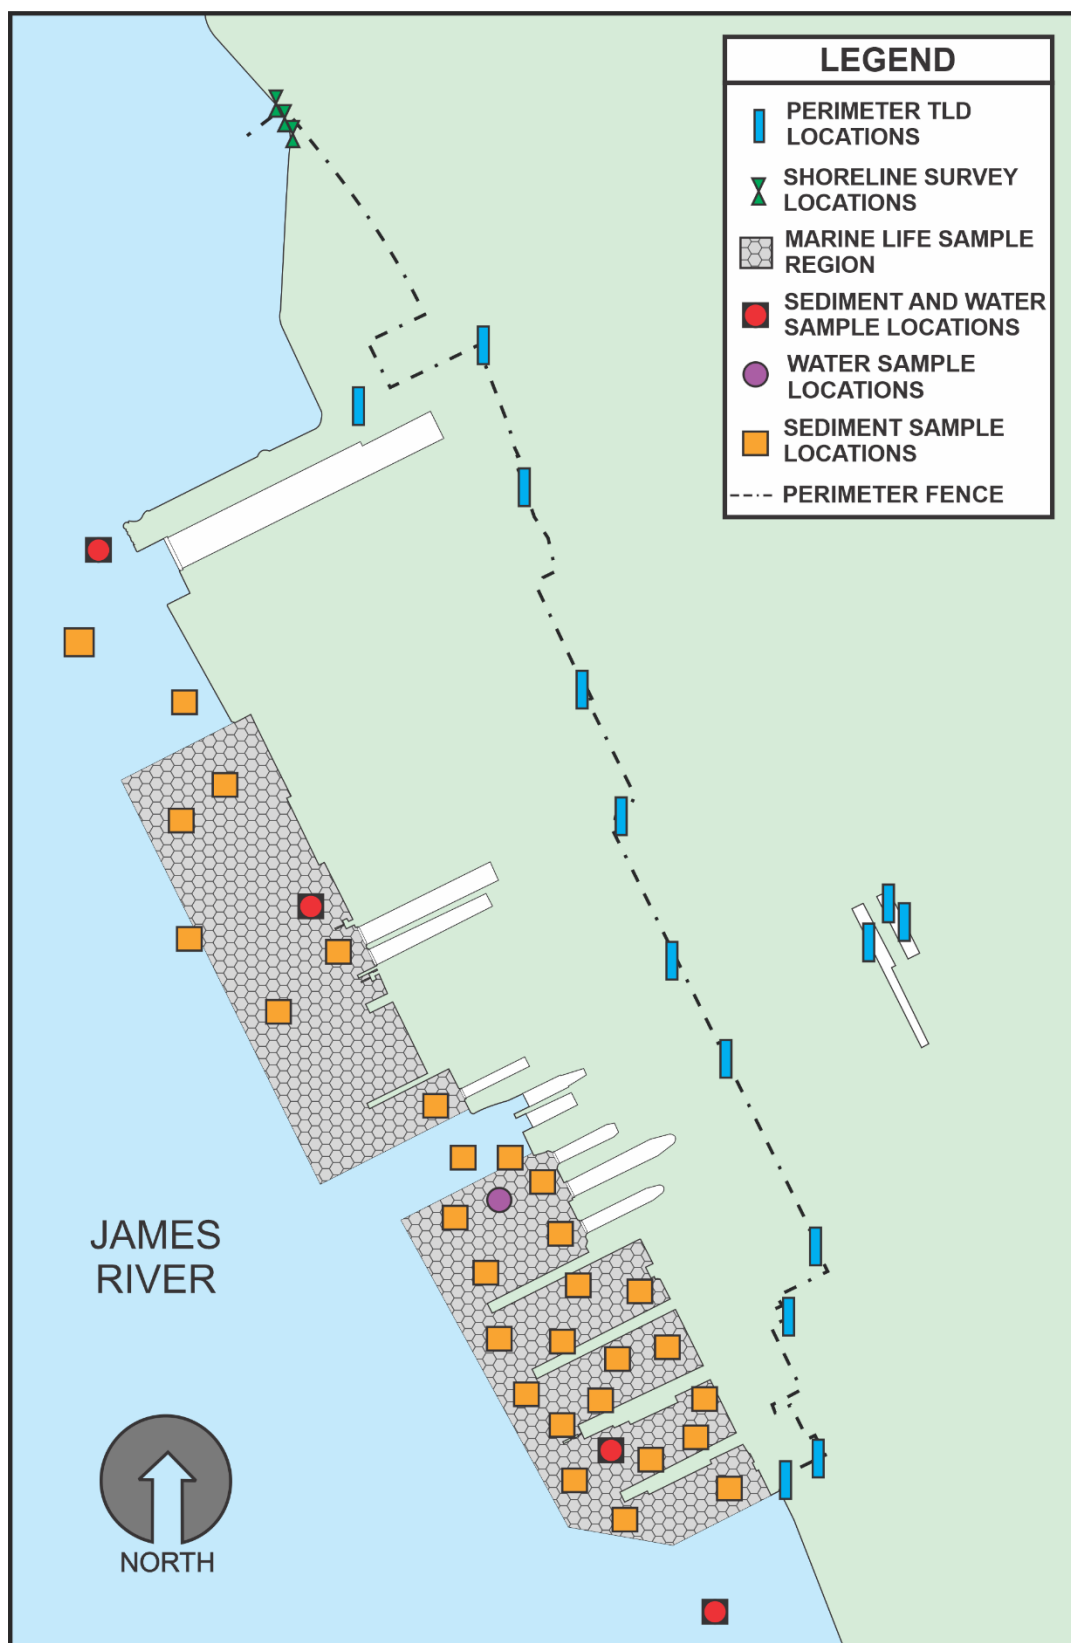 LEGEND
PERIMETER TLD
LOCATIONS
SHORELINE SURVEY
LOCATIONS
MARINE LIFE SAMPLE
REGION
SEDIMENT AND WATER
SAMPLE LOCATIONS
WATER SAMPLE
LOCATIONS
SEDIMENT SAMPLE
LOCATIONS
PERIMETER FENCE
JAMES
RIVER
NORTH